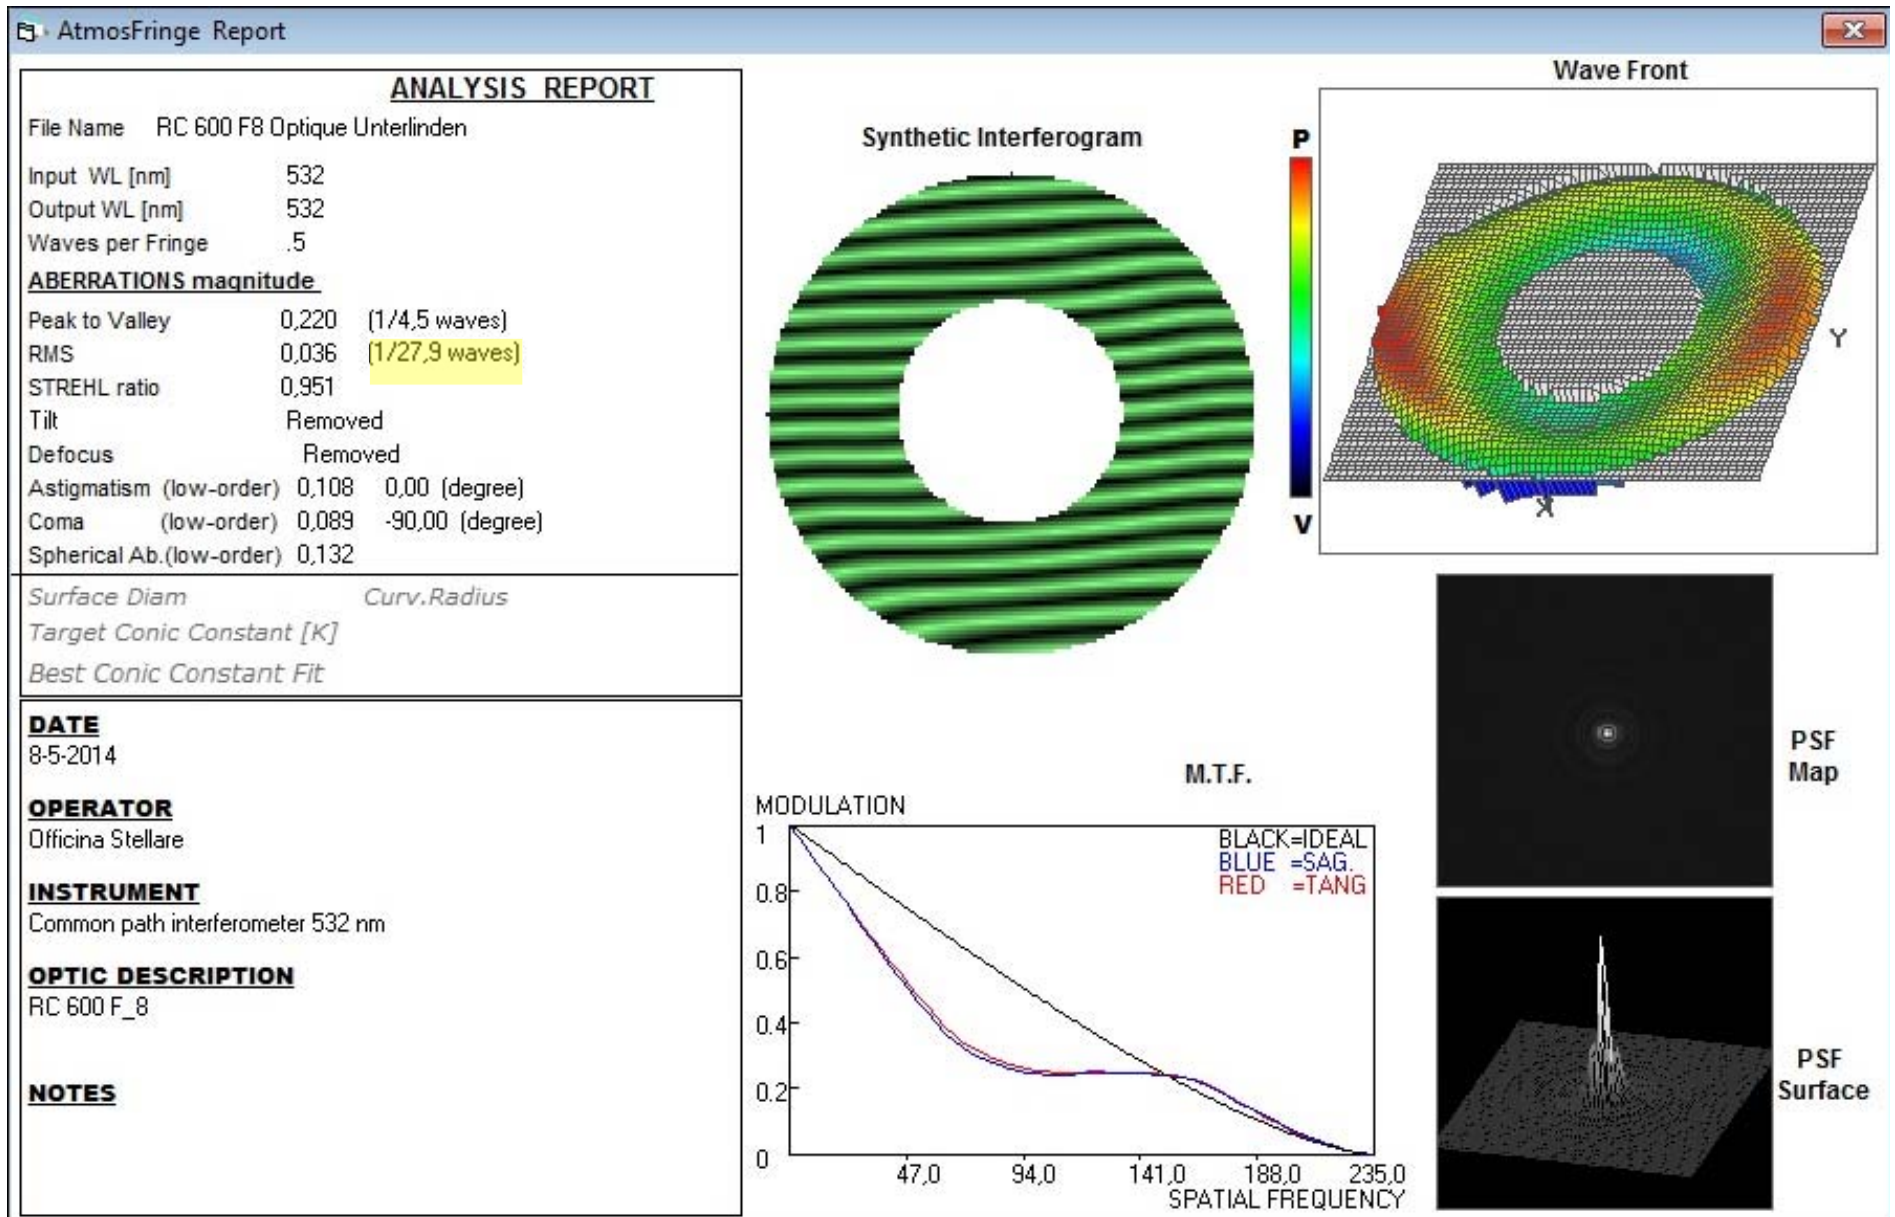 AtmosFringe Report
ANALYSIS REPORT
File Name RC 600 F8 Optique Unterlinden
Input WL [nm] 532
Output WL [nm] 532
Waves per Fringe .5
ABERRATIONS magnitude
Peak to Valley 0,220 (1/4,5 waves)
RMS 0,036 (1/27,9 waves)
STREHL ratio 0,951
Tilt Removed
Defocus Removed
Astigmatism (low-order) 0,108 0,00 (degree)
Coma (low-order) 0,089 -90,00 (degree)
Spherical Ab.(low-order) 0,132
Surface Diam Curv.Radius
Target Conic Constant [K]
Best Conic Constant Fit
DATE
8-5-2014
OPERATOR
Officina Stellare
INSTRUMENT
Common path interferometer 532 nm
OPTIC DESCRIPTION
RC 600 F_8
NOTES
Synthetic Interferogram
P
V
Wave Front
Y
X
M.T.F.
MODULATION
BLACK=IDEAL
BLUE =SAG.
RED =TANG
1
0.8
0.6
0.4
0.2
0
47,0 94,0 141,0 188,0 235,0
SPATIAL FREQUENCY
PSF
Map
PSF
Surface